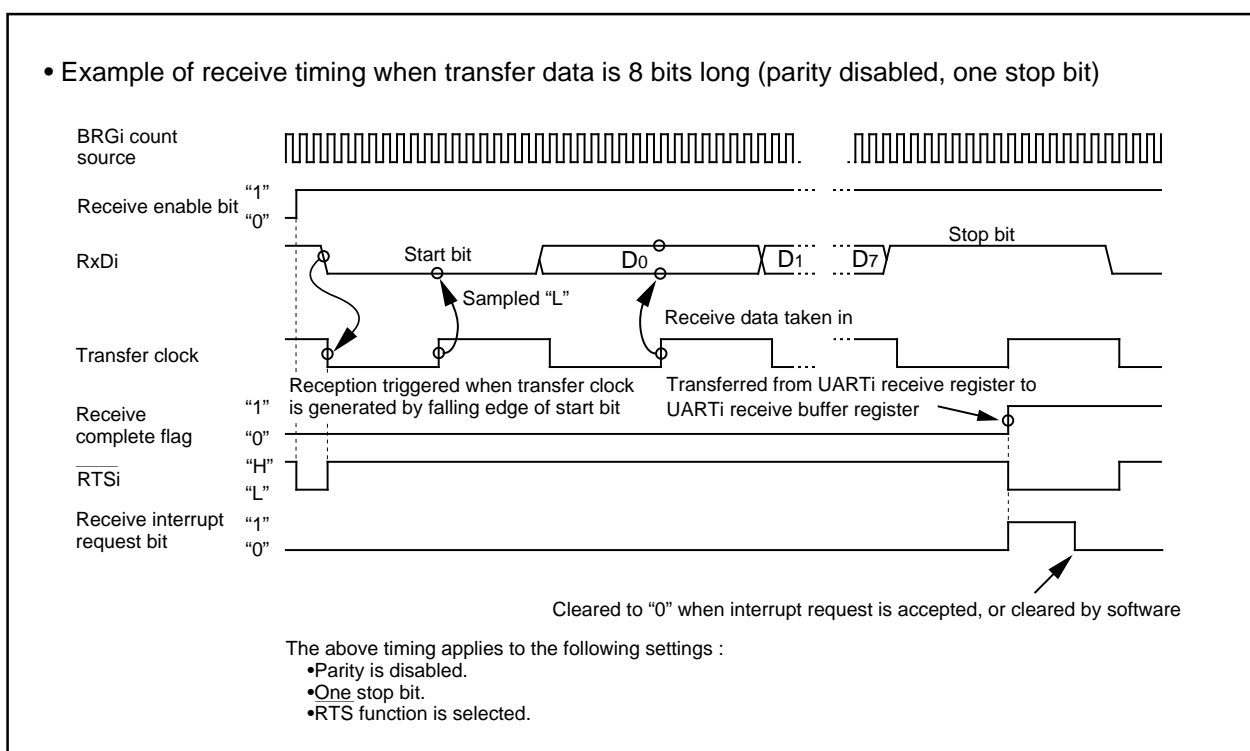 • Example of receive timing when transfer data is 8 bits long (parity disabled, one stop bit)
BRGi count
source
Receive enable bit
“1”
“0”
RxDi
Start bit
D0
D1
D7
Stop bit
Sampled “L”
Receive data taken in
Transfer clock
Reception triggered when transfer clock
is generated by falling edge of start bit
Transferred from UARTi receive register to
UARTi receive buffer register
Receive
complete flag
“1”
“0”
RTSi
“H”
“L”
Receive interrupt
request bit
“1”
“0”
Cleared to “0” when interrupt request is accepted, or cleared by software
The above timing applies to the following settings :
•Parity is disabled.
•One stop bit.
•RTS function is selected.